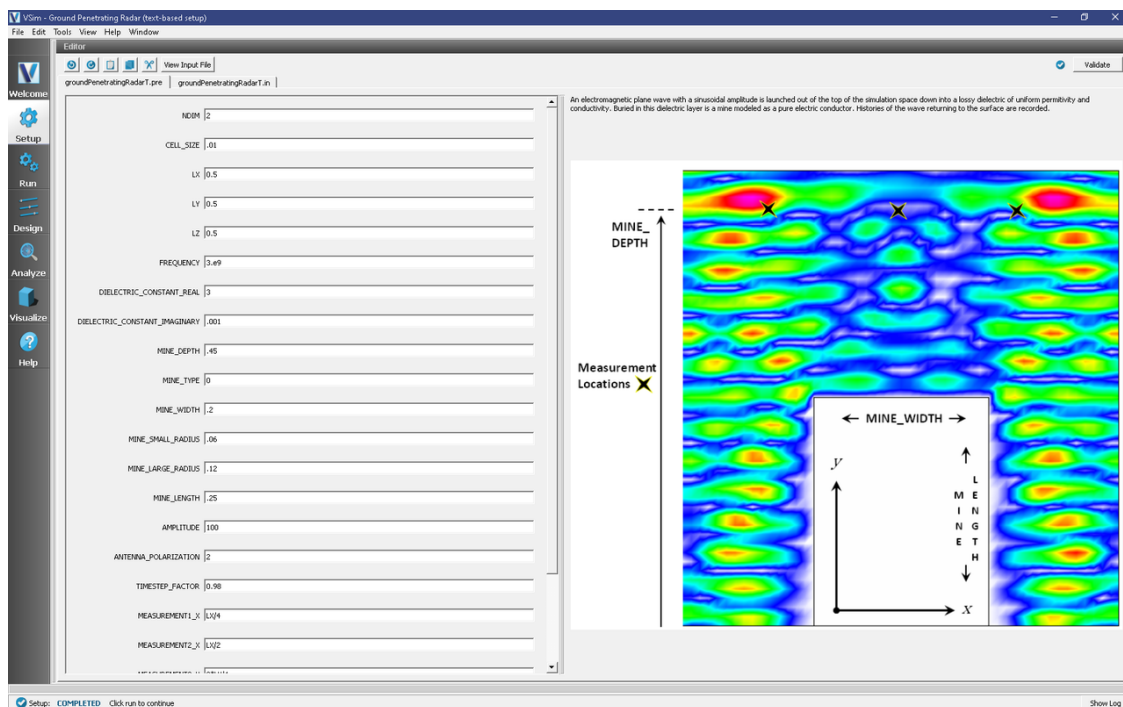 VSim - Ground Penetrating Radar (text-based setup)
File Edit Tools View Help Window
Editor
View Input File
Validate
groundPenetratingRadarT.pre groundPenetratingRadarT.in
Welcome
Setup
Run
Design
Analyze
Visualize
Help
NDIM 2
CELL_SIZE .01
LX 0.5
LY 0.5
LZ 0.5
FREQUENCY 3.e9
DIELECTRIC_CONSTANT_REAL 3
DIELECTRIC_CONSTANT_IMAGINARY .001
MINE_DEPTH .45
MINE_TYPE 0
MINE_WIDTH .2
MINE_SMALL_RADIUS .06
MINE_LARGE_RADIUS .12
MINE_LENGTH .25
AMPLITUDE 100
ANTENNA_POLARIZATION 2
TIMESTEP_FACTOR 0.98
MEASUREMENT1_X LX/4
MEASUREMENT2_X LX/2
An electromagnetic plane wave with a sinusoidal amplitude is launched out of the top of the simulation space down into a lossy dielectric of uniform permitivity and
conductivity. Buried in this dielectric layer is a mine modeled as a pure electric conductor. Histories of the wave returning to the surface are recorded.
MINE_
DEPTH
Measurement
Locations
MINE_WIDTH
y
x
MINE
LENGTH
Setup: COMPLETED Click run to continue
Show Log